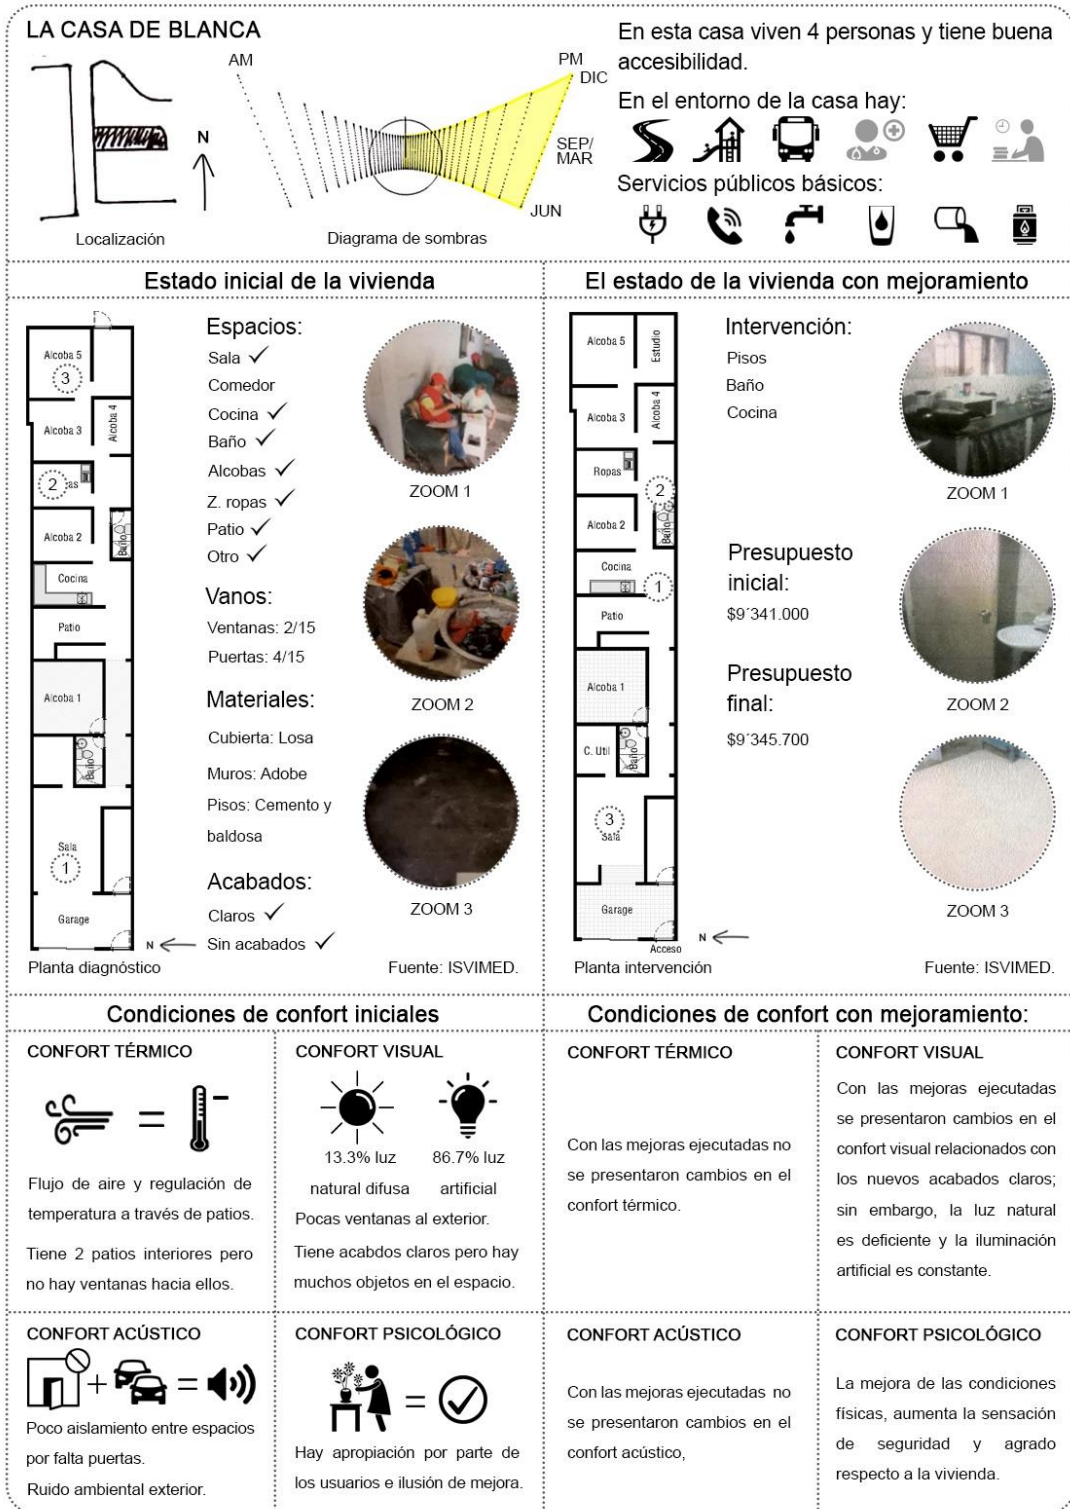 LA CASA DE BLANCA
AM
PM
DIC
SEP/
MAR
JUN
N
Localización
Diagrama de sombras
En esta casa viven 4 personas y tiene buena
accesibilidad.
En el entorno de la casa hay:
Servicios públicos básicos:
Estado inicial de la vivienda
Alcoba 5
3
Alcoba 3
Alcoba 4
2
as
Alcoba 2
Baño
Cocina
Patio
Alcoba 1
Baño
Sala
1
Garage
N
Planta diagnóstico
Espacios:
Sala ✓
Comedor
Cocina ✓
Baño ✓
Alcobas ✓
Z. ropas ✓
Patio ✓
Otro ✓
Vanos:
Ventanas: 2/15
Puertas: 4/15
Materiales:
Cubierta: Losa
Muros: Adobe
Pisos: Cemento y
baldosa
Acabados:
Claros ✓
Sin acabados ✓
ZOOM 1
ZOOM 2
ZOOM 3
Fuente: ISVIMED.
El estado de la vivienda con mejoramiento
Alcoba 5
Estudio
Alcoba 3
Alcoba 4
Ropas
2
Alcoba 2
Baño
Cocina
1
Patio
Alcoba 1
C. Util
Baño
3
Sala
Garage
Acceso
N
Planta intervención
Intervención:
Pisos
Baño
Cocina
Presupuesto
inicial:
$9´341.000
Presupuesto
final:
$9´345.700
ZOOM 1
ZOOM 2
ZOOM 3
Fuente: ISVIMED.
Condiciones de confort iniciales
CONFORT TÉRMICO
Flujo de aire y regulación de
temperatura a través de patios.
Tiene 2 patios interiores pero
no hay ventanas hacia ellos.
CONFORT VISUAL
13.3% luz
natural difusa
86.7% luz
artificial
Pocas ventanas al exterior.
Tiene acabdos claros pero hay
muchos objetos en el espacio.
CONFORT ACÚSTICO
Poco aislamiento entre espacios
por falta puertas.
Ruido ambiental exterior.
CONFORT PSICOLÓGICO
Hay apropiación por parte de
los usuarios e ilusión de mejora.
Condiciones de confort con mejoramiento:
CONFORT TÉRMICO
Con las mejoras ejecutadas no
se presentaron cambios en el
confort térmico.
CONFORT VISUAL
Con las mejoras ejecutadas
se presentaron cambios en el
confort visual relacionados con
los nuevos acabados claros;
sin embargo, la luz natural
es deficiente y la iluminación
artificial es constante.
CONFORT ACÚSTICO
Con las mejoras ejecutadas no
se presentaron cambios en el
confort acústico,
CONFORT PSICOLÓGICO
La mejora de las condiciones
físicas, aumenta la sensación
de seguridad y agrado
respecto a la vivienda.